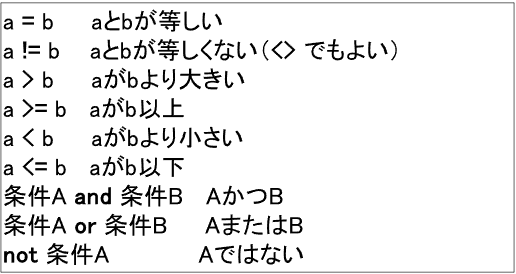 a = b aとbが等しい
a != b aとbが等しくない（<> でもよい）
a > b aがbより大きい
a >= b aがb以上
a < b aがbより小さい
a <= b aがb以下
条件A and 条件B AかつB
条件A or 条件B AまたはB
not 条件A Aではない